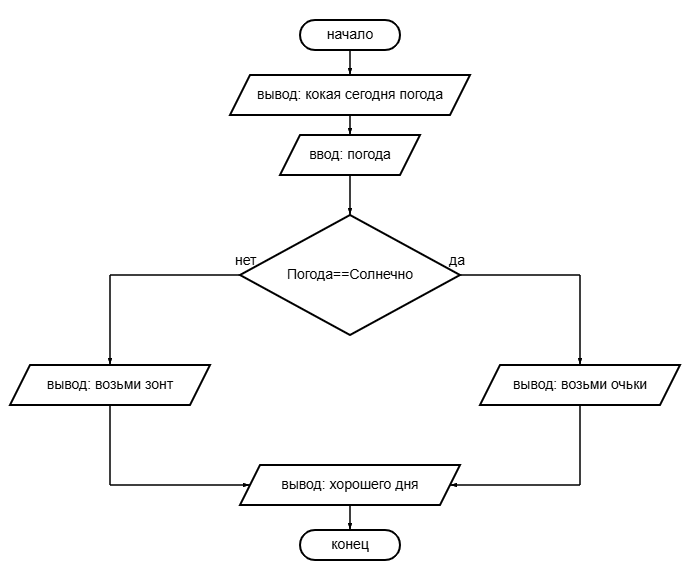 начало
вывод: кокая сегодня погода
ввод: погода
нет
да
Погода==Солнечно
вывод: возьми зонт
вывод: возьми очьки
вывод: хорошего дня
конец